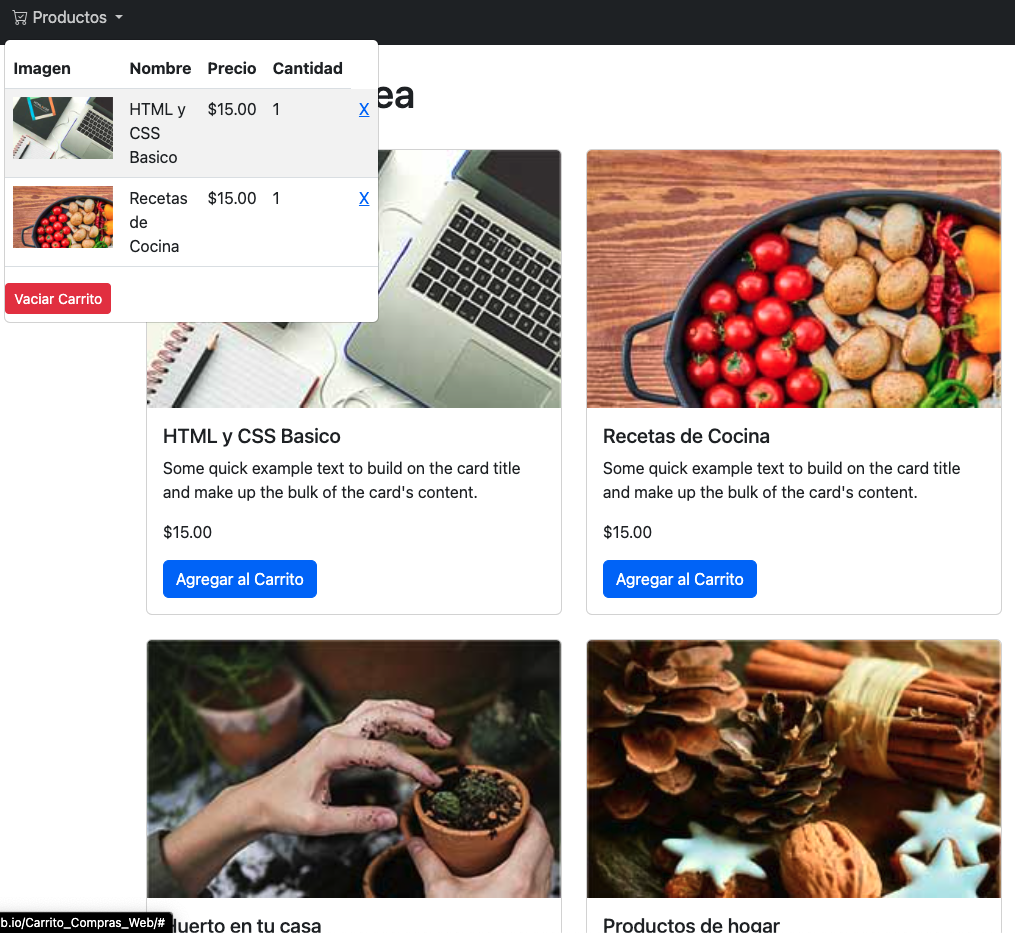 Productos
Imagen Nombre Precio Cantidad
HTML y CSS Basico $15.00 1 X
Recetas de Cocina $15.00 1 X
Vaciar Carrito
ea
HTML y CSS Basico
Some quick example text to build on the card title
and make up the bulk of the card's content.
$15.00
Agregar al Carrito
Recetas de Cocina
Some quick example text to build on the card title
and make up the bulk of the card's content.
$15.00
Agregar al Carrito
Huerto en tu casa
Productos de hogar
b.io/Carrito_Compras_Web/#